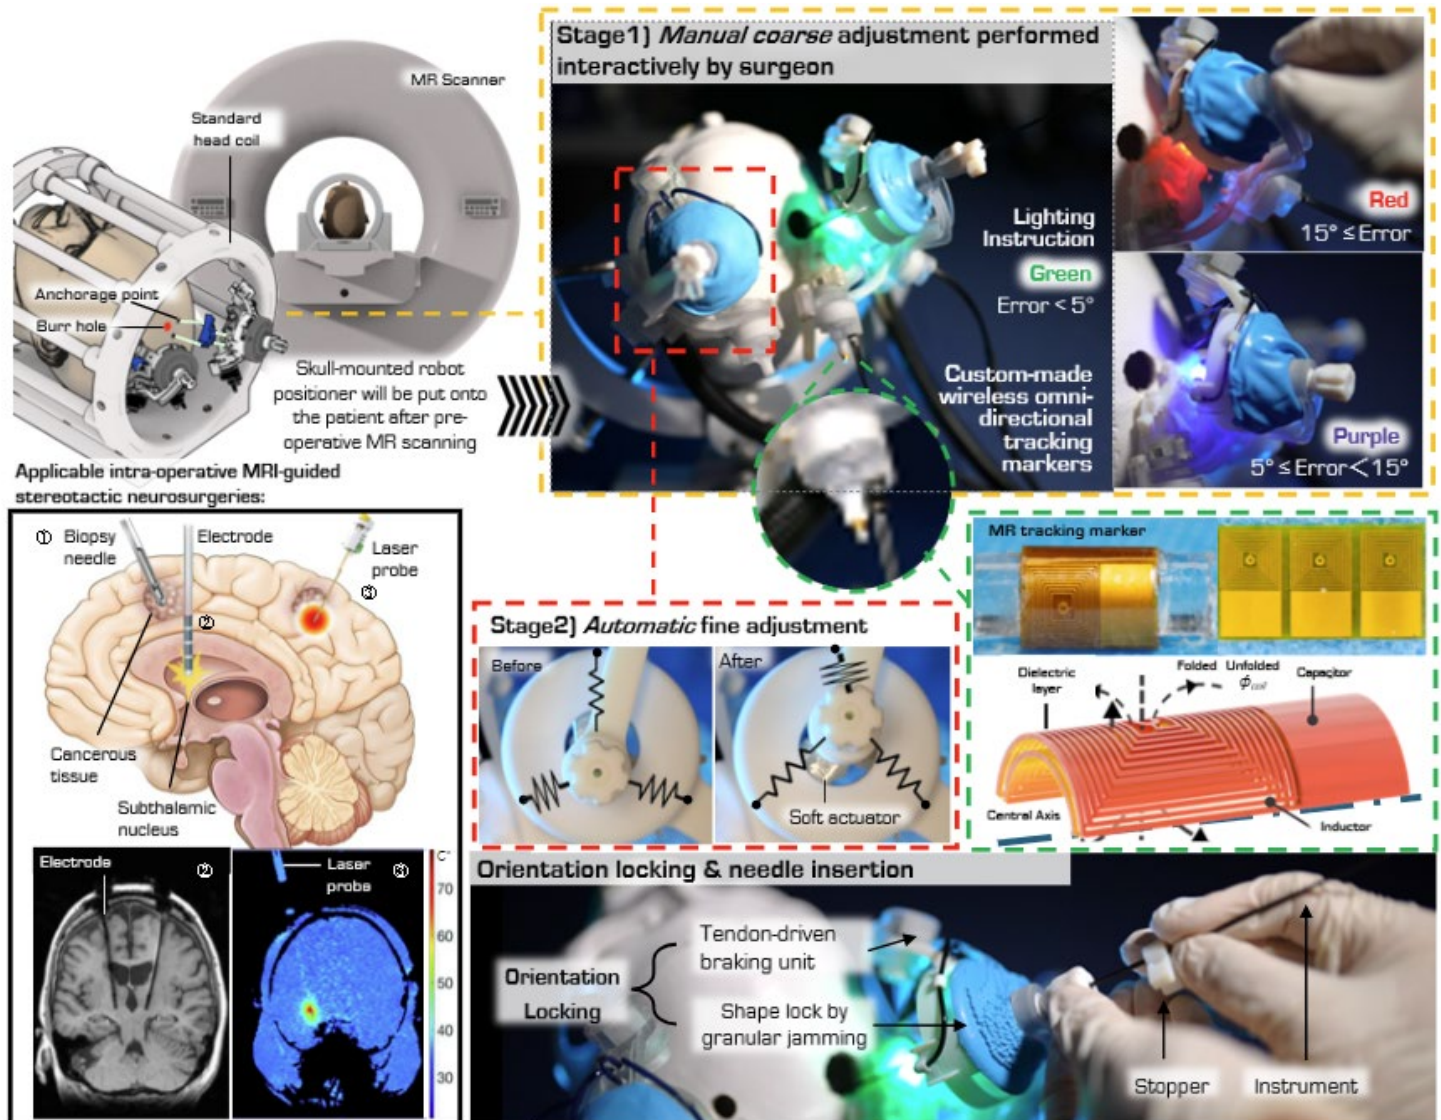 MR Scanner
Standard
head coil
Anchorage point
Burr hole
Skull-mounted robot
positioner will be put onto
the patient after pre-
operative MR scanning
Stage1) Manual coarse adjustment performed
interactively by surgeon
Lighting
Instruction
Green
Error < 5°
Custom-made
wireless omni-
directional
tracking
markers
Red
15° ≤ Error
Purple
5° ≤ Error < 15°
Applicable intra-operative MRI-guided
stereotactic neurosurgeries:
① Biopsy
needle
Electrode
Laser
probe
③
②
Cancerous
tissue
Subthalamic
nucleus
Electrode
②
Laser
probe
③
C°
70
60
50
40
30
Stage2) Automatic fine adjustment
Before
After
Soft actuator
MR tracking marker
Dielectric
layer
Folded
Unfolded
ϕcoil
Capacitor
Central Axis
Inductor
Orientation locking & needle insertion
Orientation
Locking
Tendon-driven
braking unit
Shape lock by
granular jamming
Stopper
Instrument